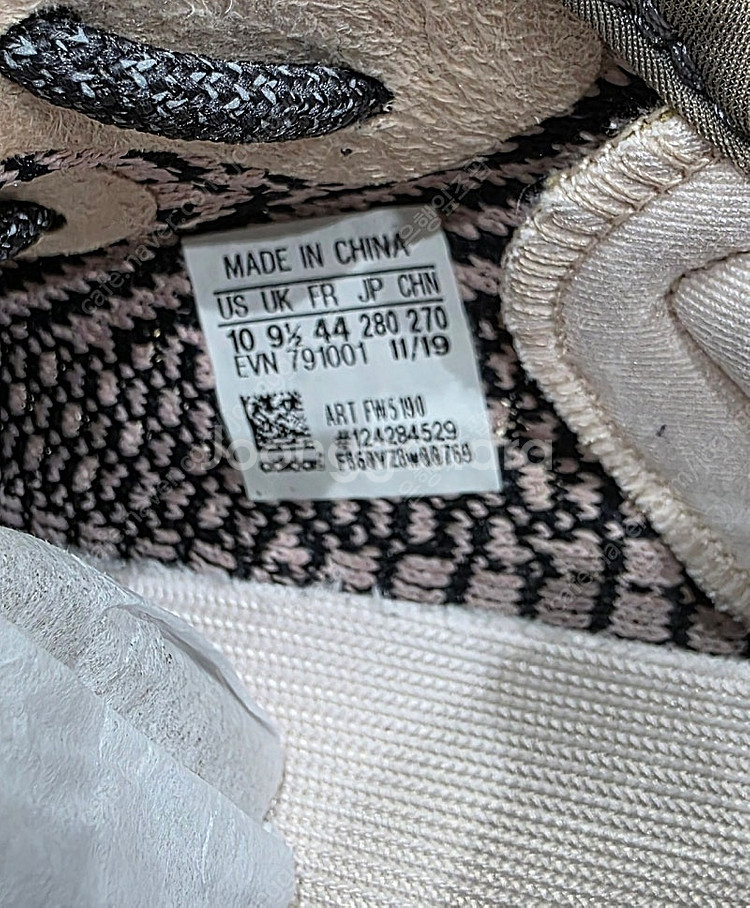 MADE IN CHINA
US UK FR JP CHN
10 9½ 44 280 270
EVN 791001 11/19
ART FW5190
#124284529
adidas